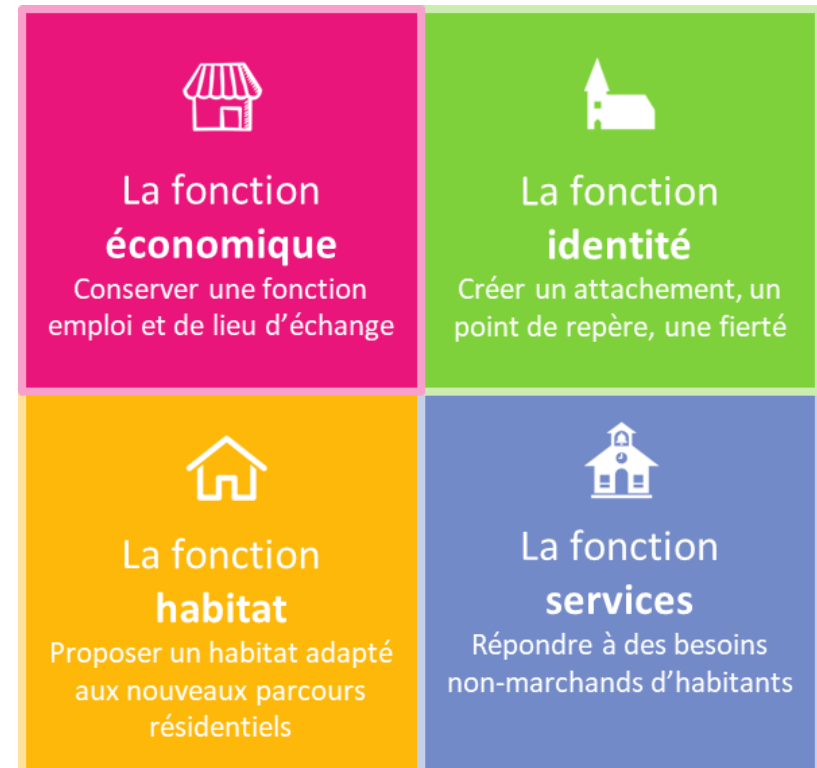 La fonction
économique
Conserver une fonction
emploi et de lieu d’échange
La fonction
identité
Créer un attachement, un
point de repère, une fierté
La fonction
habitat
Proposer un habitat adapté
aux nouveaux parcours
résidentiels
La fonction
services
Répondre à des besoins
non-marchands d’habitants